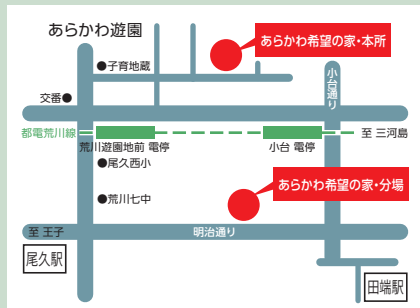 あらかわ遊園
あらかわ希望の家・本所
●子育地蔵
小台通り
交番●
都電荒川線
荒川遊園地前 電停
小台 電停
至 三河島
●尾久西小
あらかわ希望の家・分場
●荒川七中
至 王子
明治通り
尾久駅
田端駅